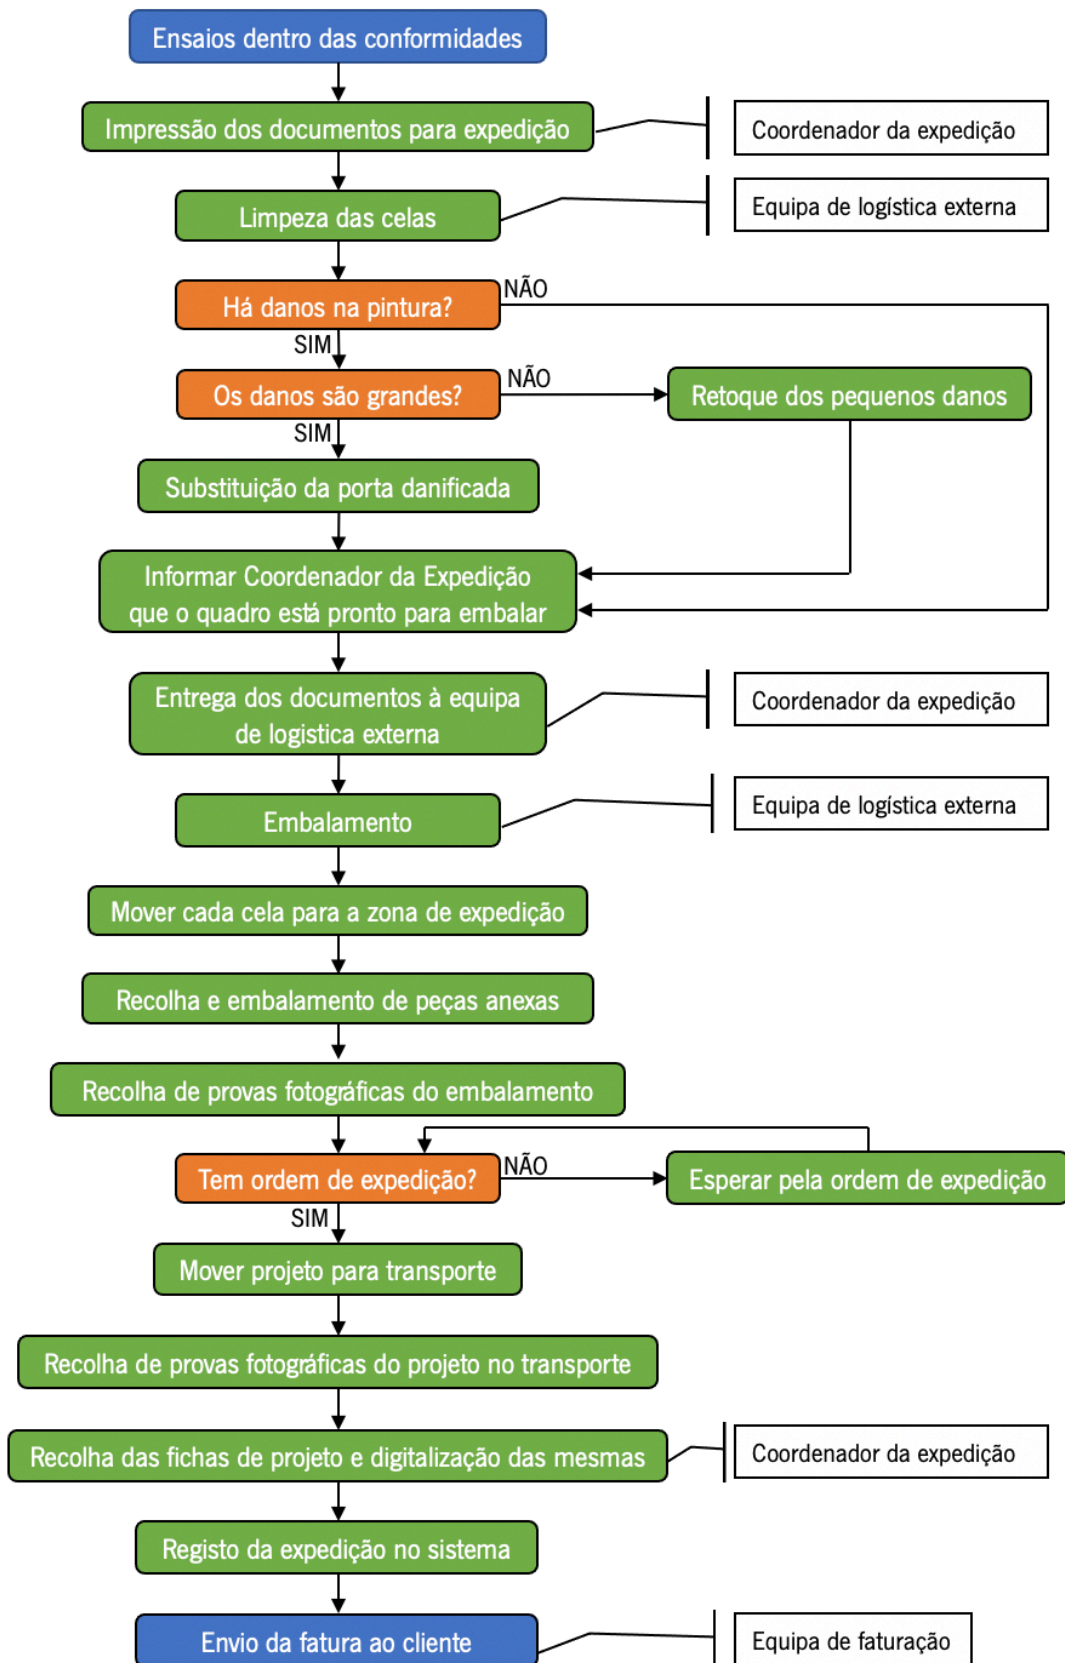 Ensaios dentro das conformidades
Impressão dos documentos para expedição
Coordenador da expedição
Limpeza das celas
Equipa de logística externa
Há danos na pintura?
NÃO
SIM
Os danos são grandes?
NÃO
Retoque dos pequenos danos
SIM
Substituição da porta danificada
Informar Coordenador da Expedição
que o quadro está pronto para embalar
Entrega dos documentos à equipa
de logistica externa
Coordenador da expedição
Embalamento
Equipa de logística externa
Mover cada cela para a zona de expedição
Recolha e embalamento de peças anexas
Recolha de provas fotográficas do embalamento
Tem ordem de expedição?
NÃO
Esperar pela ordem de expedição
SIM
Mover projeto para transporte
Recolha de provas fotográficas do projeto no transporte
Recolha das fichas de projeto e digitalização das mesmas
Coordenador da expedição
Registo da expedição no sistema
Envio da fatura ao cliente
Equipa de faturação